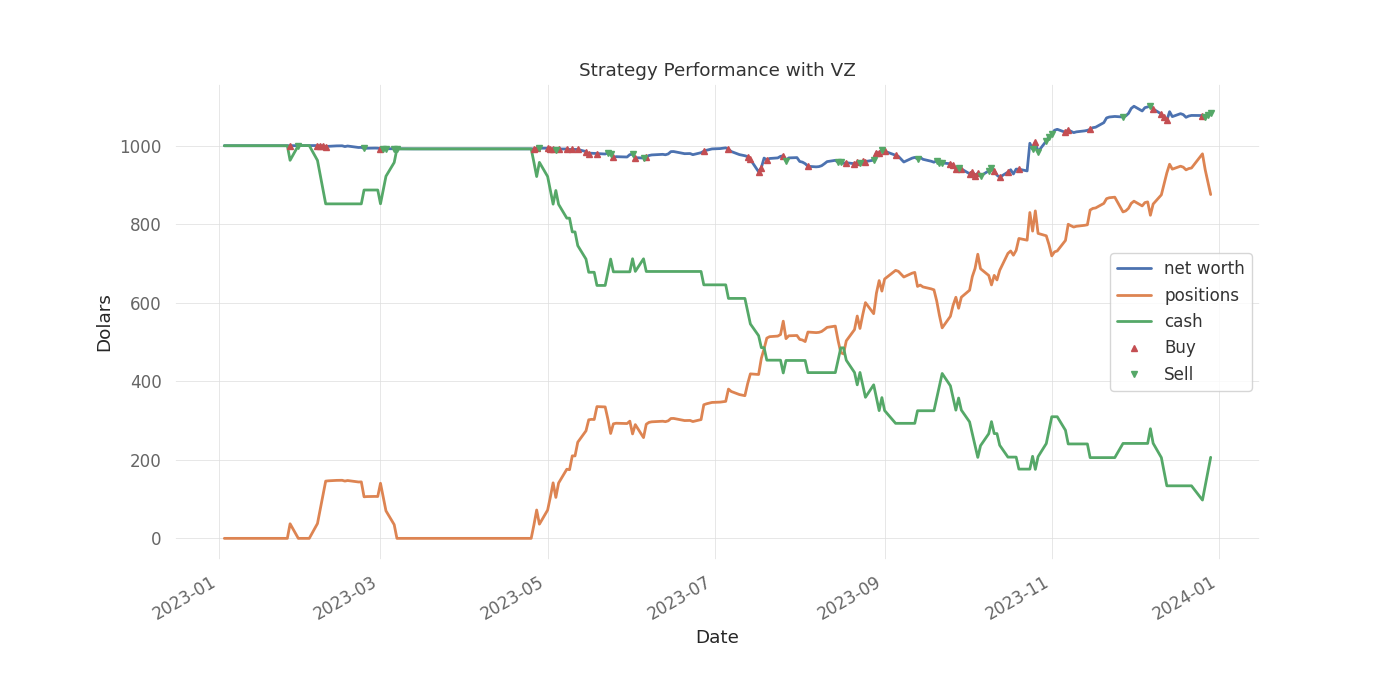 Strategy Performance with VZ
Dolars
1000
800
600
400
200
0
net worth
positions
cash
Buy
Sell
2023-01
2023-03
2023-05
2023-07
2023-09
2023-11
2024-01
Date